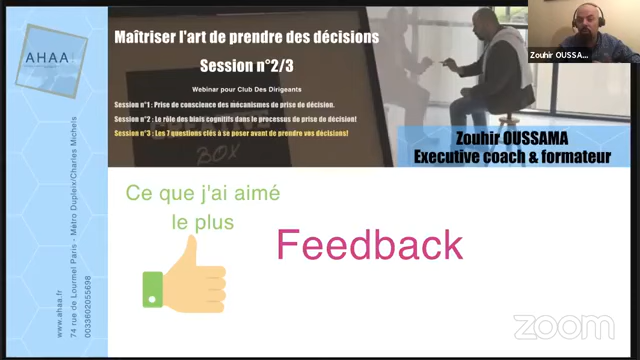 AHAA
Maîtriser l'art de prendre des décisions
Session n°2/3
Webinar pour Club Des Dirigeants
Session n°1 : Prise de conscience des mécanismes de prise de décision.
Session n°2 : Le rôle des biais cognitifs dans le processus de prise de décision!
Session n°3 : Les 7 questions clés à se poser avant de prendre vos décisions!
BOX
Zouhir OUSSAMA
Executive coach & formateur
Zouhir OUSSA...
Ce que j'ai aimé
le plus
Feedback
www.ahaa.fr
74 rue de Lourmel Paris - Métro Dupleix/Charles Michels
0033602055698
zoom